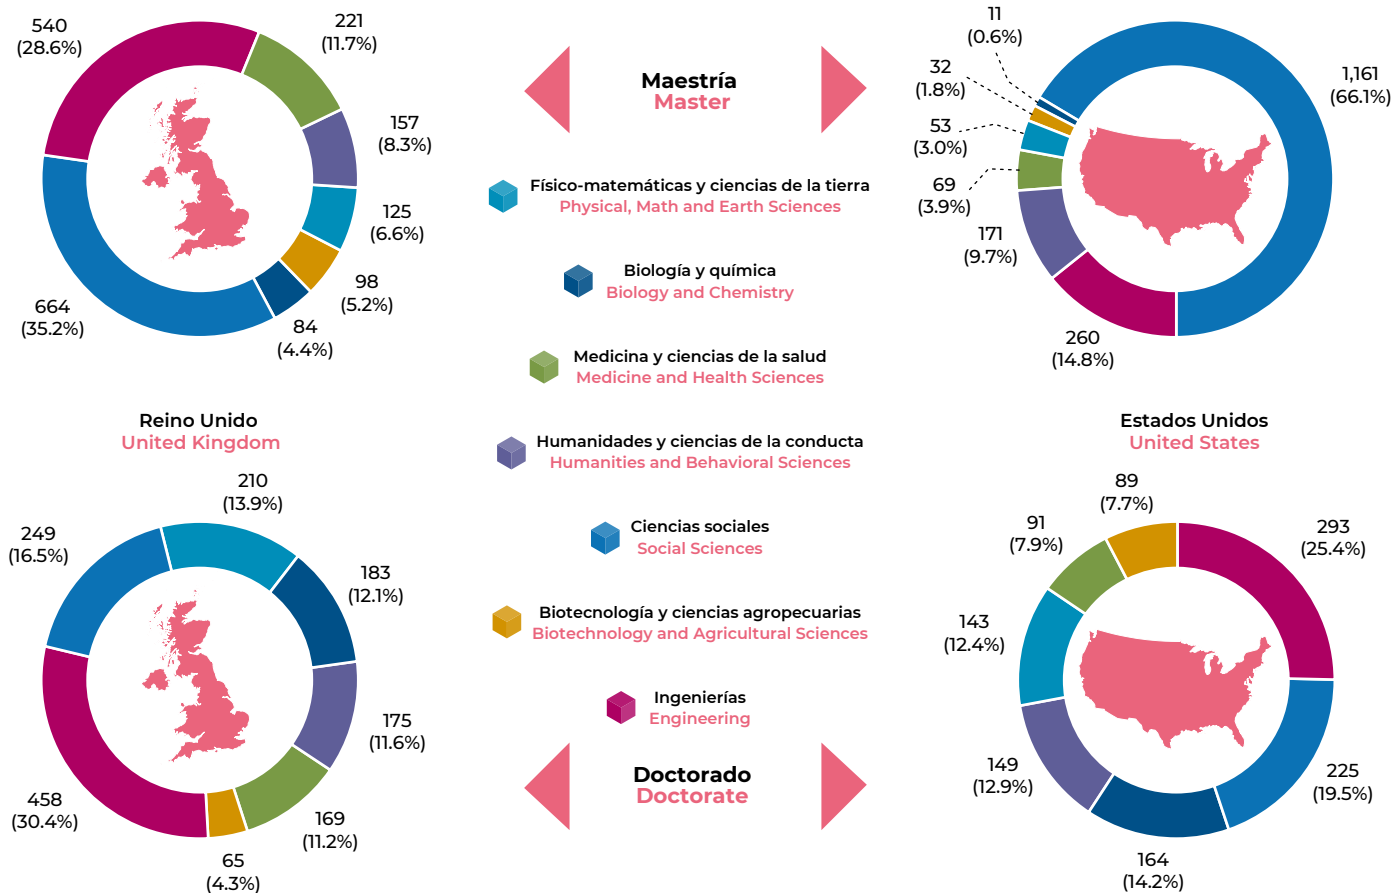 540
(28.6%)
221
(11.7%)
157
(8.3%)
125
(6.6%)
98
(5.2%)
84
(4.4%)
664
(35.2%)
Reino Unido
United Kingdom
210
(13.9%)
249
(16.5%)
183
(12.1%)
175
(11.6%)
169
(11.2%)
65
(4.3%)
458
(30.4%)
Maestría
Master
Físico-matemáticas y ciencias de la tierra
Physical, Math and Earth Sciences
Biología y química
Biology and Chemistry
Medicina y ciencias de la salud
Medicine and Health Sciences
Humanidades y ciencias de la conducta
Humanities and Behavioral Sciences
Ciencias sociales
Social Sciences
Biotecnología y ciencias agropecuarias
Biotechnology and Agricultural Sciences
Ingenierías
Engineering
Doctorado
Doctorate
11
(0.6%)
32
(1.8%)
53
(3.0%)
69
(3.9%)
171
(9.7%)
260
(14.8%)
1,161
(66.1%)
Estados Unidos
United States
89
(7.7%)
91
(7.9%)
293
(25.4%)
143
(12.4%)
149
(12.9%)
225
(19.5%)
164
(14.2%)